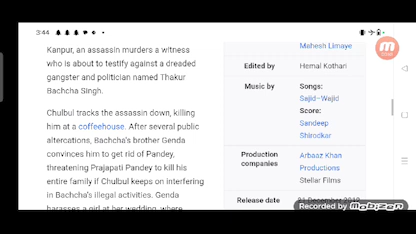 3:44
Kanpur, an assassin murders a witness
who is about to testify against a dreaded
gangster and politician named Thakur
Bachcha Singh.
Chulbul tracks the assassin down, killing
him at a coffeehouse. After several public
altercations, Bachcha's brother Genda
convinces him to get rid of Pandey,
threatening Prajapati Pandey to kill his
entire family if Chulbul keeps on interfering
in Bachcha's illegal activities. Genda
harasses a girl at her wedding, where
Mahesh Limaye
Edited by Hemal Kothari
Music by Songs:
Sajid–Wajid
Score:
Sandeep
Shirodkar
Production Arbaaz Khan
companies Productions
Stellar Films
Release date 21 December 2012
Recorded by mobizen